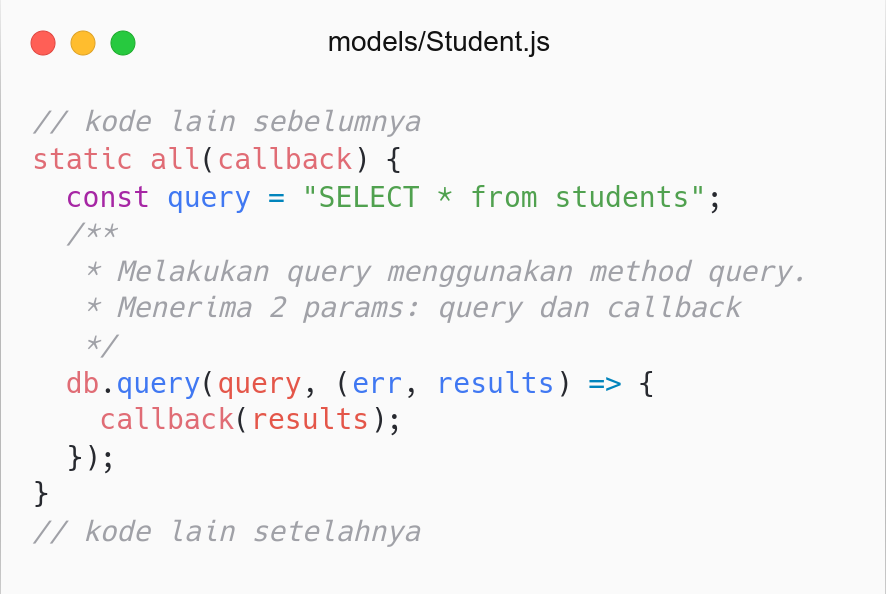 models/Student.js
// kode lain sebelumnya
static all(callback) {
  const query = "SELECT * from students";
  /**
   * Melakukan query menggunakan method query.
   * Menerima 2 params: query dan callback
   */
  db.query(query, (err, results) => {
    callback(results);
  });
}
// kode lain setelahnya